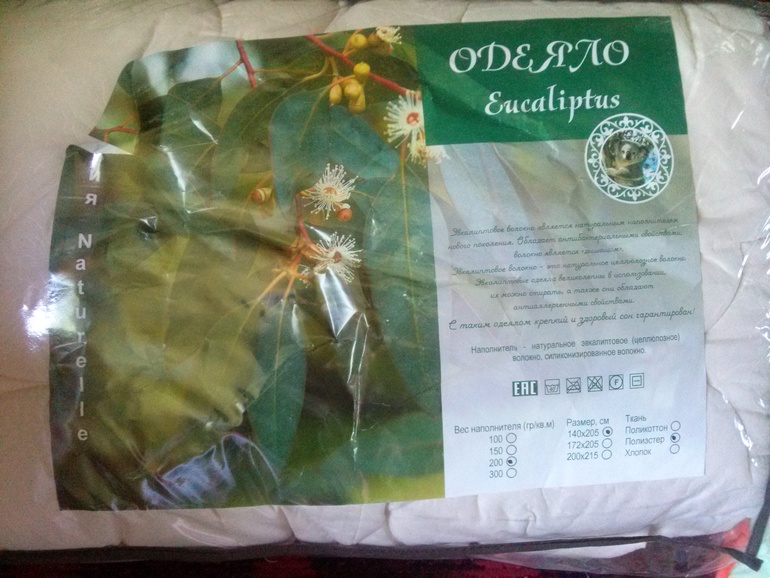 ОДЕЯЛО
Eucaliptus
ия Naturelle
Эвкалиптовое волокно является натуральным наполнителем
нового поколения. Обладает антибактериальными свойствами,
волокно является «дышащим».
Эвкалиптовое волокно - это натуральное целлюлозное волокно.
Эвкалиптовые одеяла великолепны в использовании,
их можно стирать, а также они обладают
антиаллергенными свойствами.
С таким одеялом крепкий и здоровый сон гарантирован!
Наполнитель - натуральное эвкалиптовое (целлюлозное)
волокно, силиконизированное волокно.
EAC
Вес наполнителя (гр/кв.м)
100
150
200
300
Размер, см
140x205
172x205
200x215
Ткань
Поликоттон
Полиэстер
Хлопок